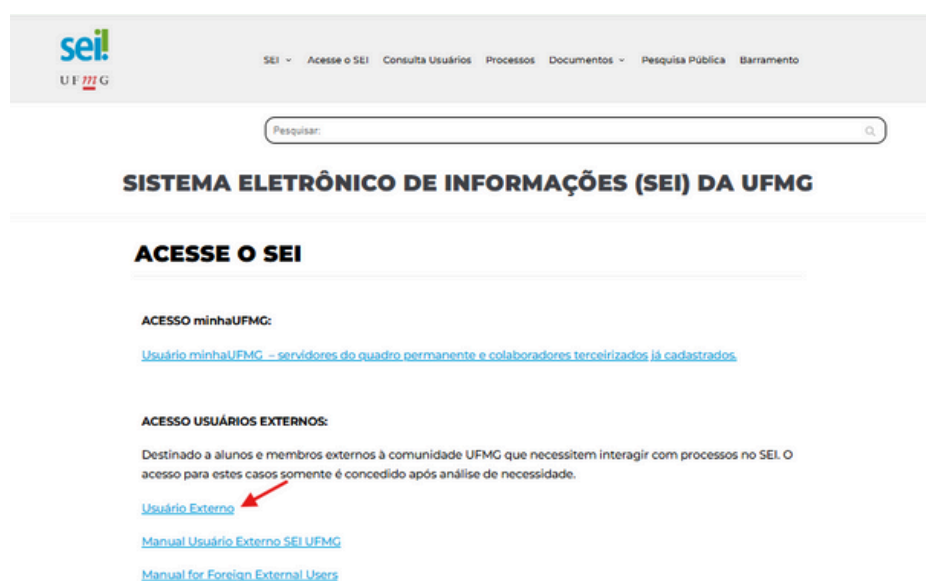 sei!
UFMG
SEI Acesse o SEI Consulta Usuários Processos Documentos Pesquisa Pública Barramento
Pesquisar:
SISTEMA ELETRÔNICO DE INFORMAÇÕES (SEI) DA UFMG
ACESSE O SEI
ACESSO minhaUFMG:
Usuário minhaUFMG – servidores do quadro permanente e colaboradores terceirizados já cadastrados.
ACESSO USUÁRIOS EXTERNOS:
Destinado a alunos e membros externos à comunidade UFMG que necessitem interagir com processos no SEI. O
acesso para estes casos somente é concedido após análise de necessidade.
Usuário Externo
Manual Usuário Externo SEI UFMG
Manual for Foreign External Users